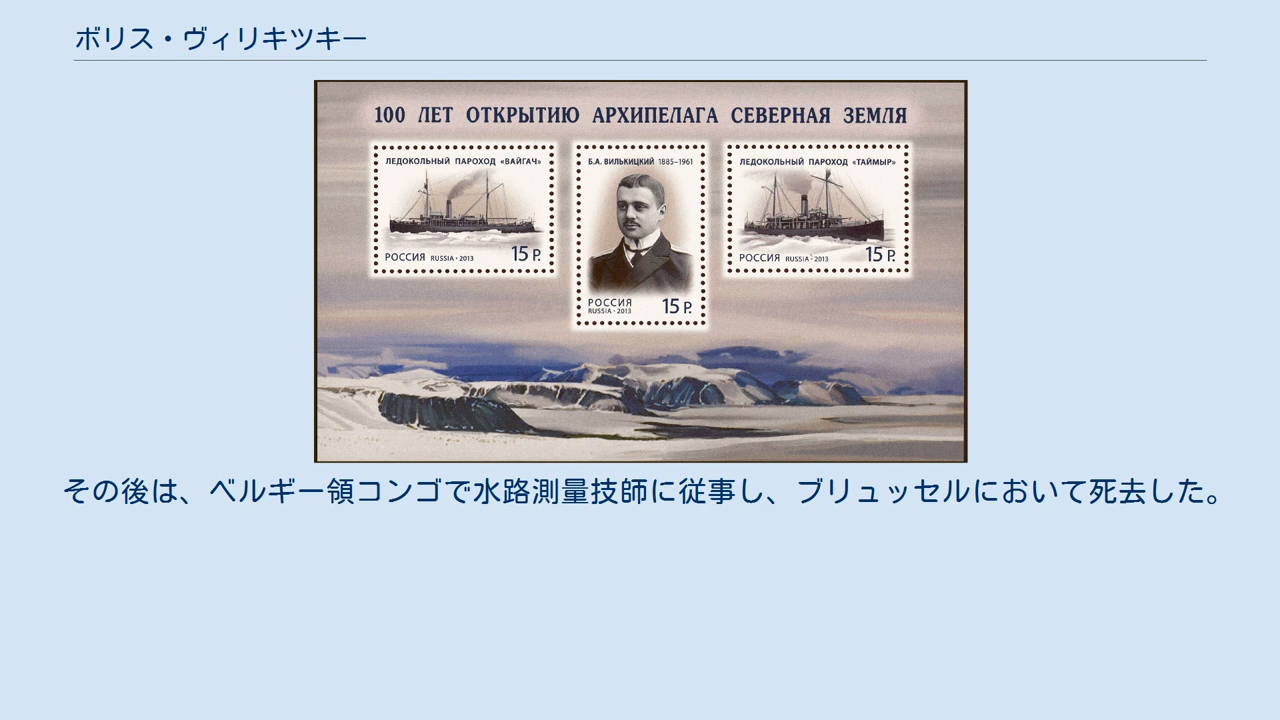 ボリス・ヴィリキツキー
100 ЛЕТ ОТКРЫТИЮ АРХИПЕЛАГА СЕВЕРНАЯ ЗЕМЛЯ
ЛЕДОКОЛЬНЫЙ ПАРОХОД «ВАЙГАЧ»
РОССИЯ RUSSIA • 2013 15 Р.
Б.А. ВИЛЬКИЦКИЙ 1885–1961
РОССИЯ
RUSSIA • 2013 15 Р.
ЛЕДОКОЛЬНЫЙ ПАРОХОД «ТАЙМЫР»
РОССИЯ RUSSIA • 2013 15 Р.
その後は、ベルギー領コンゴで水路測量技師に従事し、ブリュッセルにおいて死去した。